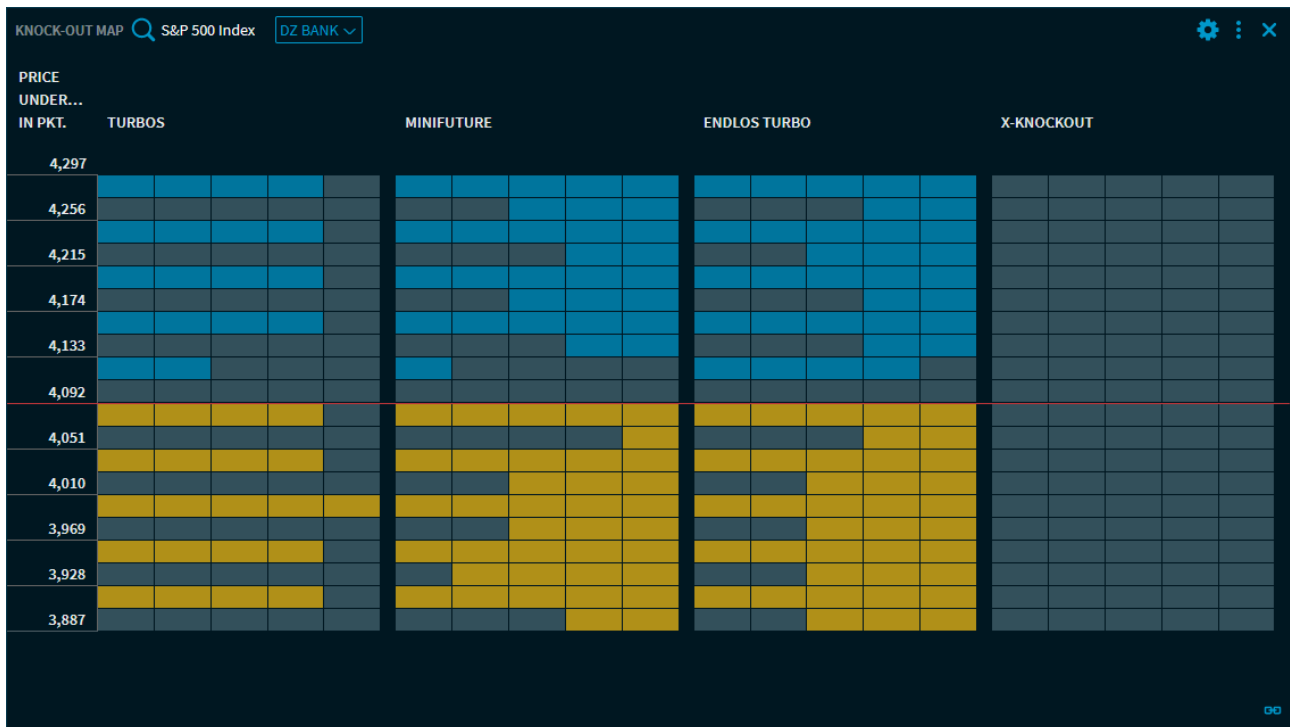 KNOCK-OUT MAP S&P 500 Index DZ BANK
PRICE
UNDER...
IN PKT. TURBOS MINIFUTURE ENDLOS TURBO X-KNOCKOUT
4,297
4,256
4,215
4,174
4,133
4,092
4,051
4,010
3,969
3,928
3,887